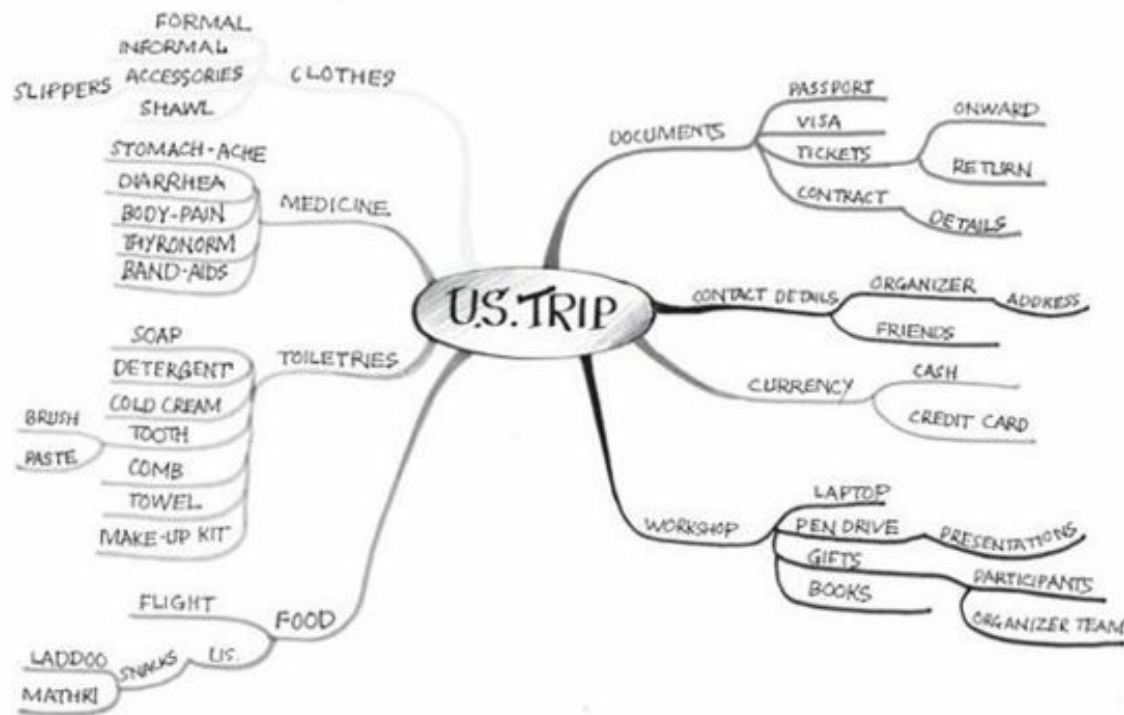 U.S. TRIP
DOCUMENTS
PASSPORT
VISA
TICKETS
ONWARD
RETURN
CONTRACT
DETAILS
CONTACT DETAILS
ORGANIZER
ADDRESS
FRIENDS
CURRENCY
CASH
CREDIT CARD
WORKSHOP
LAPTOP
PEN DRIVE
PRESENTATIONS
GIFTS
PARTICIPANTS
ORGANIZER TEAM
BOOKS
FOOD
FLIGHT
U.S.
SNACKS
LADDOO
MATHRI
TOILETRIES
SOAP
DETERGENT
COLD CREAM
TOOTH
BRUSH
PASTE
COMB
TOWEL
MAKE-UP KIT
MEDICINE
STOMACH-ACHE
DIARRHEA
BODY-PAIN
THYRONORM
BAND-AIDS
CLOTHES
FORMAL
INFORMAL
ACCESSORIES
SLIPPERS
SHAWL